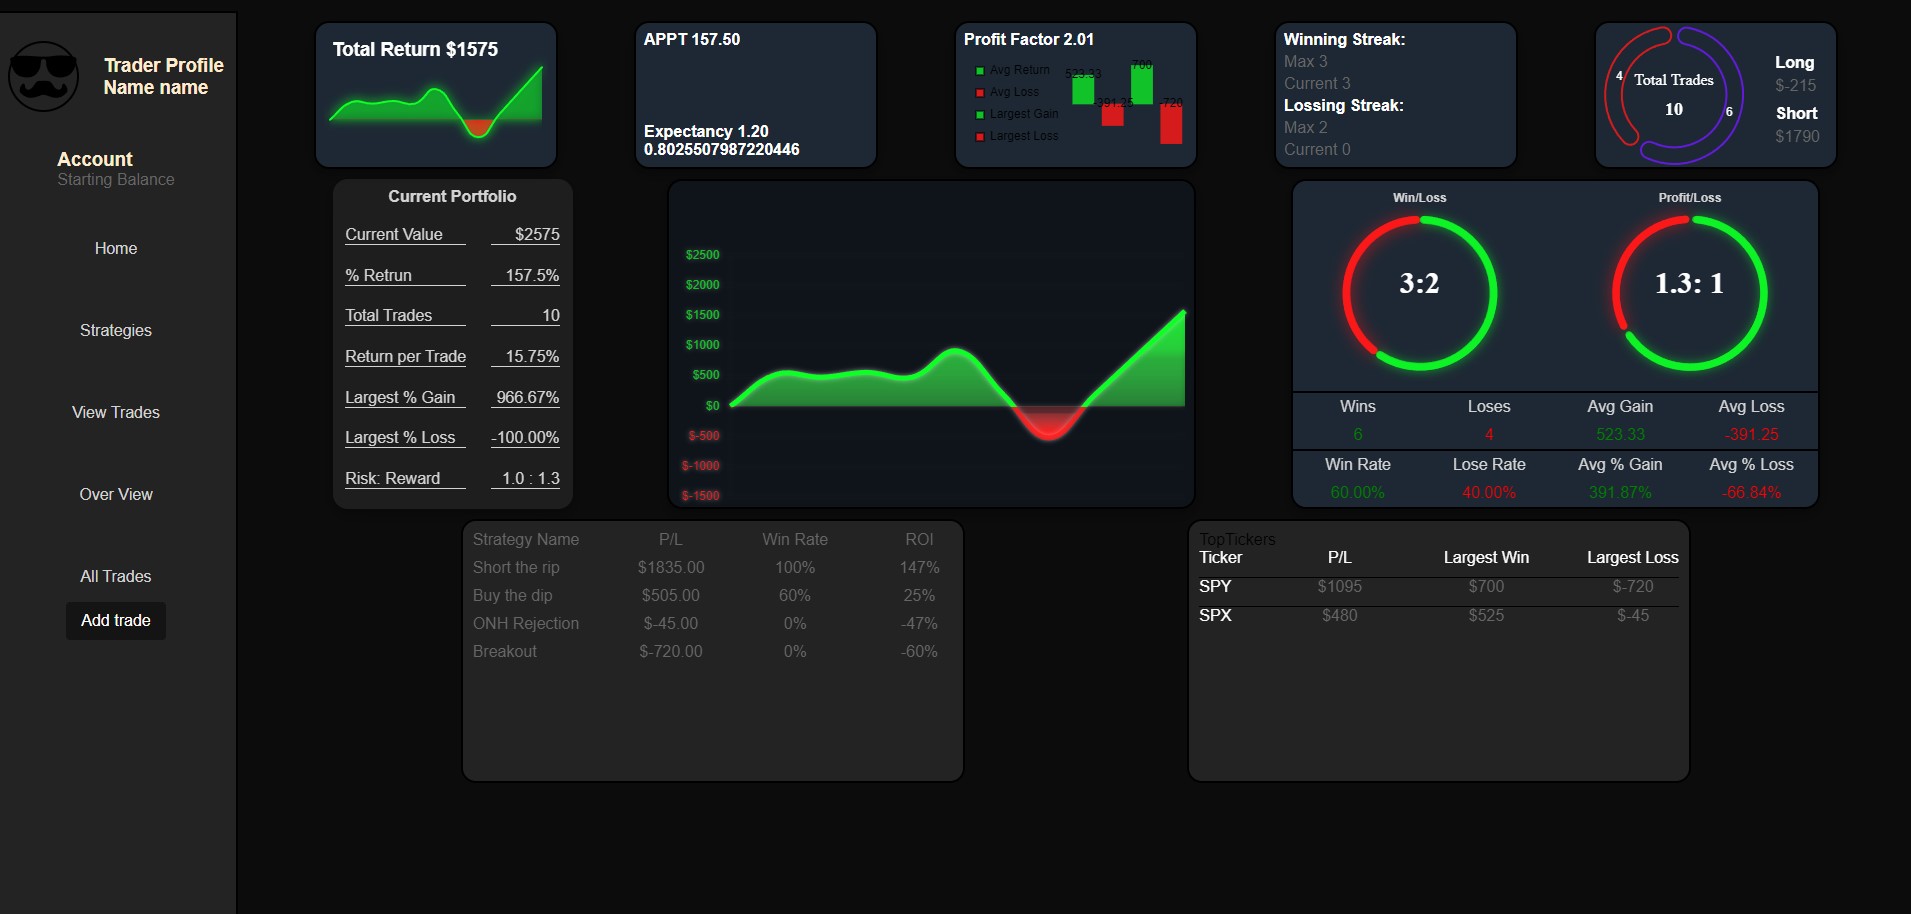 Trader Profile
Name name
Account
Starting Balance
Home
Strategies
View Trades
Over View
All Trades
Add trade
Total Return $1575
APPT 157.50
Expectancy 1.20
0.8025507987220446
Profit Factor 2.01
Avg Return
Avg Loss
Largest Gain
Largest Loss
523.33
-391.25
700
-720
Winning Streak:
Max 3
Current 3
Lossing Streak:
Max 2
Current 0
4
Total Trades
10
6
Long
$-215
Short
$1790
Current Portfolio
Current Value $2575
% Retrun 157.5%
Total Trades 10
Return per Trade 15.75%
Largest % Gain 966.67%
Largest % Loss -100.00%
Risk: Reward 1.0 : 1.3
$2500
$2000
$1500
$1000
$500
$0
$-500
$-1000
$-1500
Win/Loss
3:2
Profit/Loss
1.3: 1
Wins Loses Avg Gain Avg Loss
6 4 523.33 -391.25
Win Rate Lose Rate Avg % Gain Avg % Loss
60.00% 40.00% 391.87% -66.84%
Strategy Name P/L Win Rate ROI
Short the rip $1835.00 100% 147%
Buy the dip $505.00 60% 25%
ONH Rejection $-45.00 0% -47%
Breakout $-720.00 0% -60%
TopTickers
Ticker P/L Largest Win Largest Loss
SPY $1095 $700 $-720
SPX $480 $525 $-45